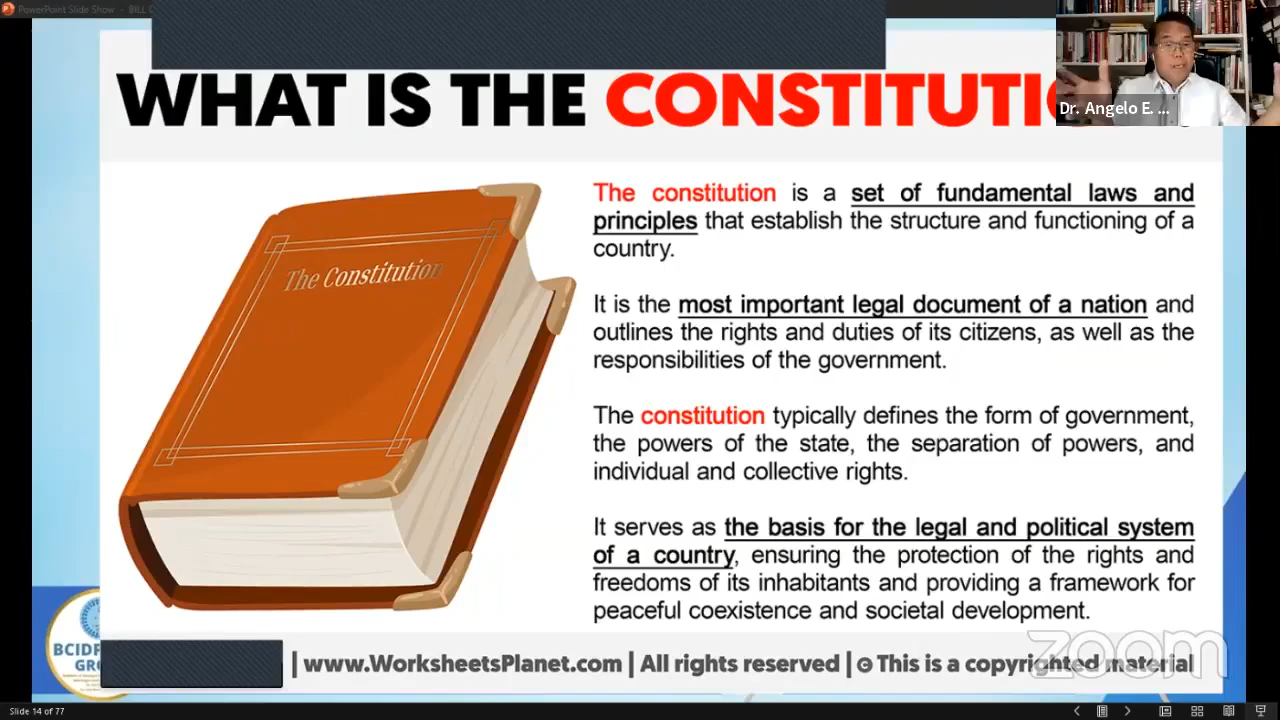 PowerPoint Slide Show - BILL
WHAT IS THE CONSTITUTI
Dr. Angelo E. ...
The Constitution
The constitution is a set of fundamental laws and
principles that establish the structure and functioning of a
country.
It is the most important legal document of a nation and
outlines the rights and duties of its citizens, as well as the
responsibilities of the government.
The constitution typically defines the form of government,
the powers of the state, the separation of powers, and
individual and collective rights.
It serves as the basis for the legal and political system
of a country, ensuring the protection of the rights and
freedoms of its inhabitants and providing a framework for
peaceful coexistence and societal development.
zoom
BCIDF
GR
| www.WorksheetsPlanet.com | All rights reserved | © This is a copyrighted material
Slide 14 of 77